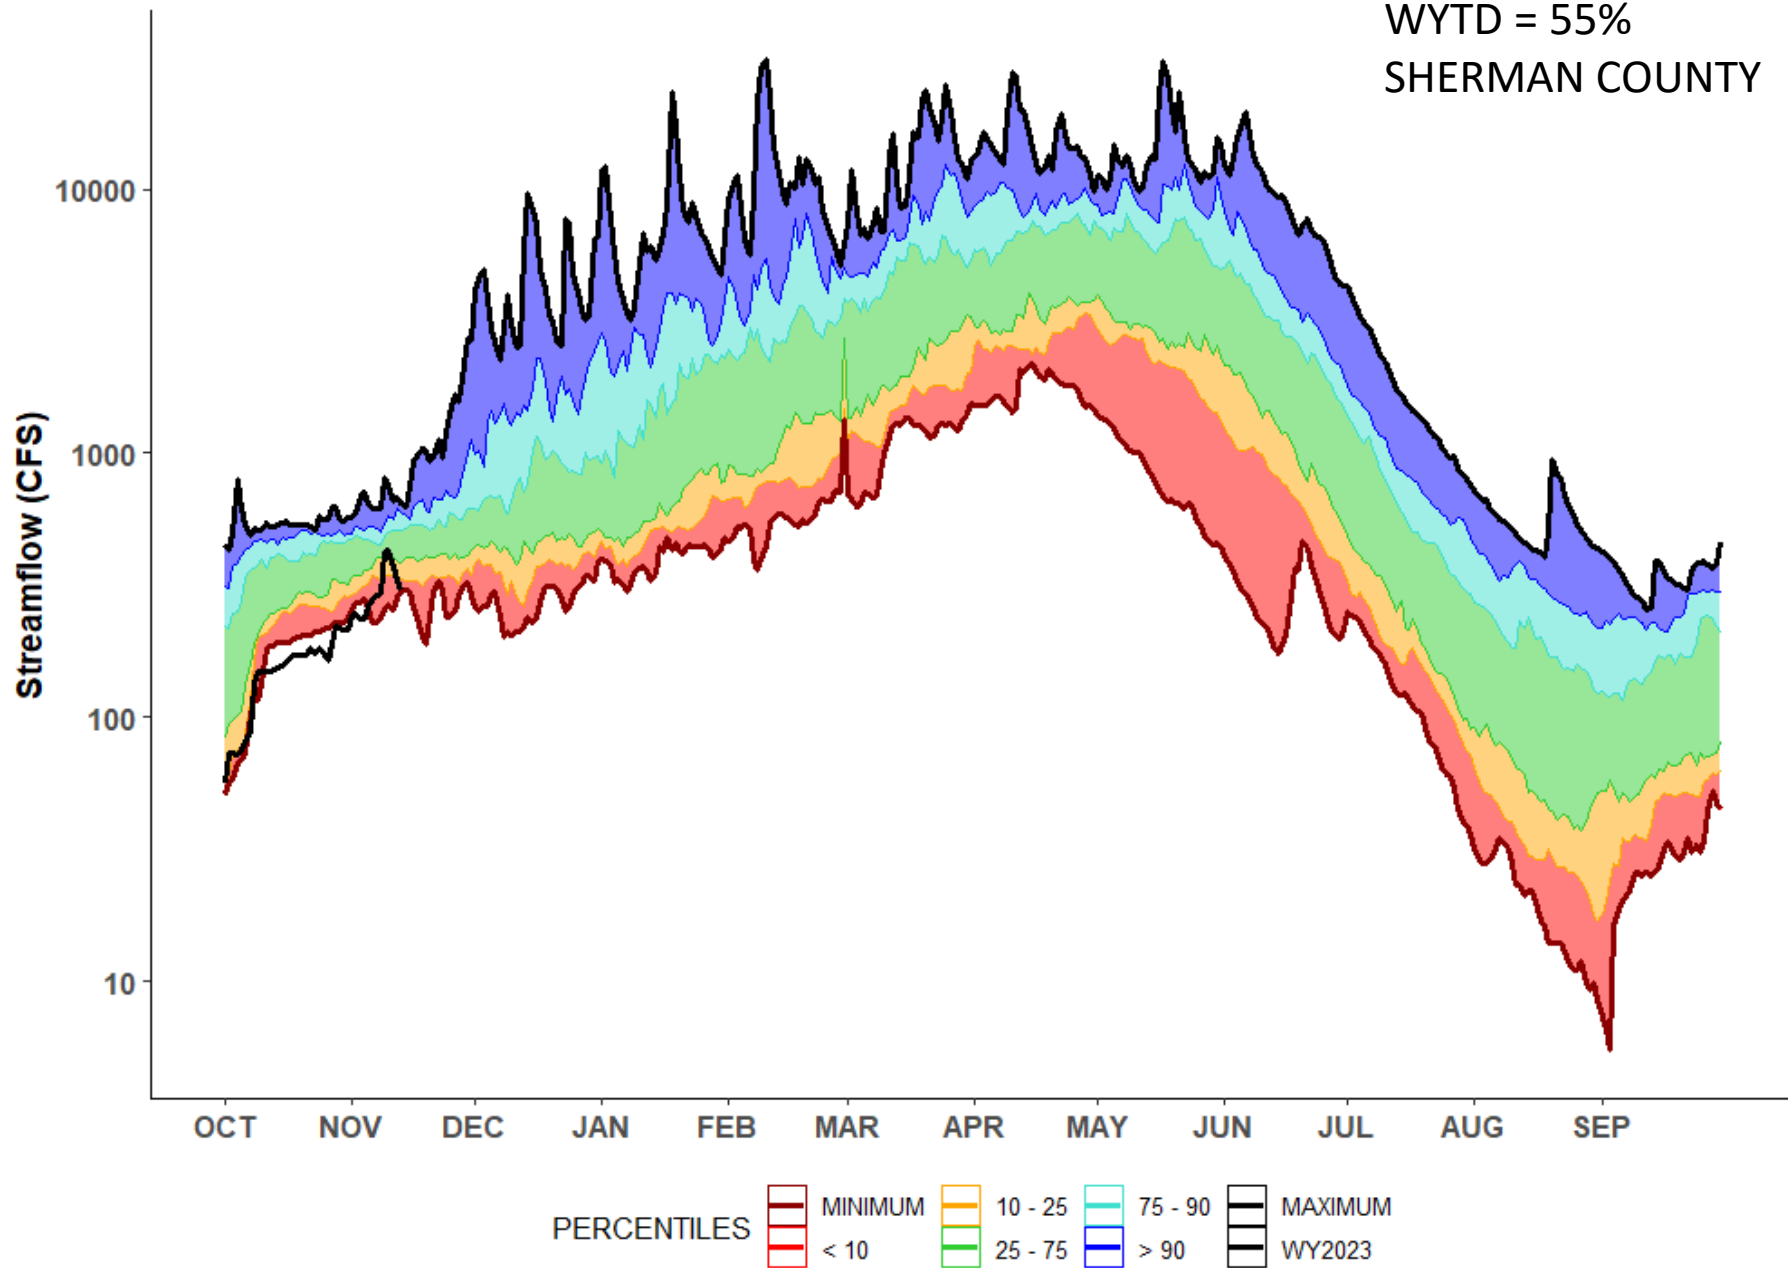 WYTD = 55%
SHERMAN COUNTY
Streamflow (CFS)
10000
1000
100
10
OCT NOV DEC JAN FEB MAR APR MAY JUN JUL AUG SEP
PERCENTILES
MINIMUM 10 - 25 75 - 90 MAXIMUM
< 10 25 - 75 > 90 WY2023